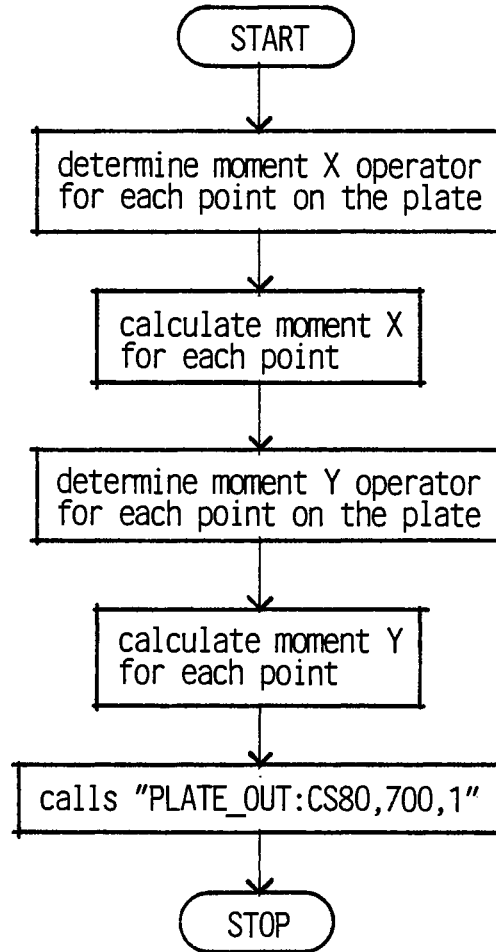 START
determine moment X operator
for each point on the plate
calculate moment X
for each point
determine moment Y operator
for each point on the plate
calculate moment Y
for each point
calls "PLATE_OUT:CS80,700,1"
STOP